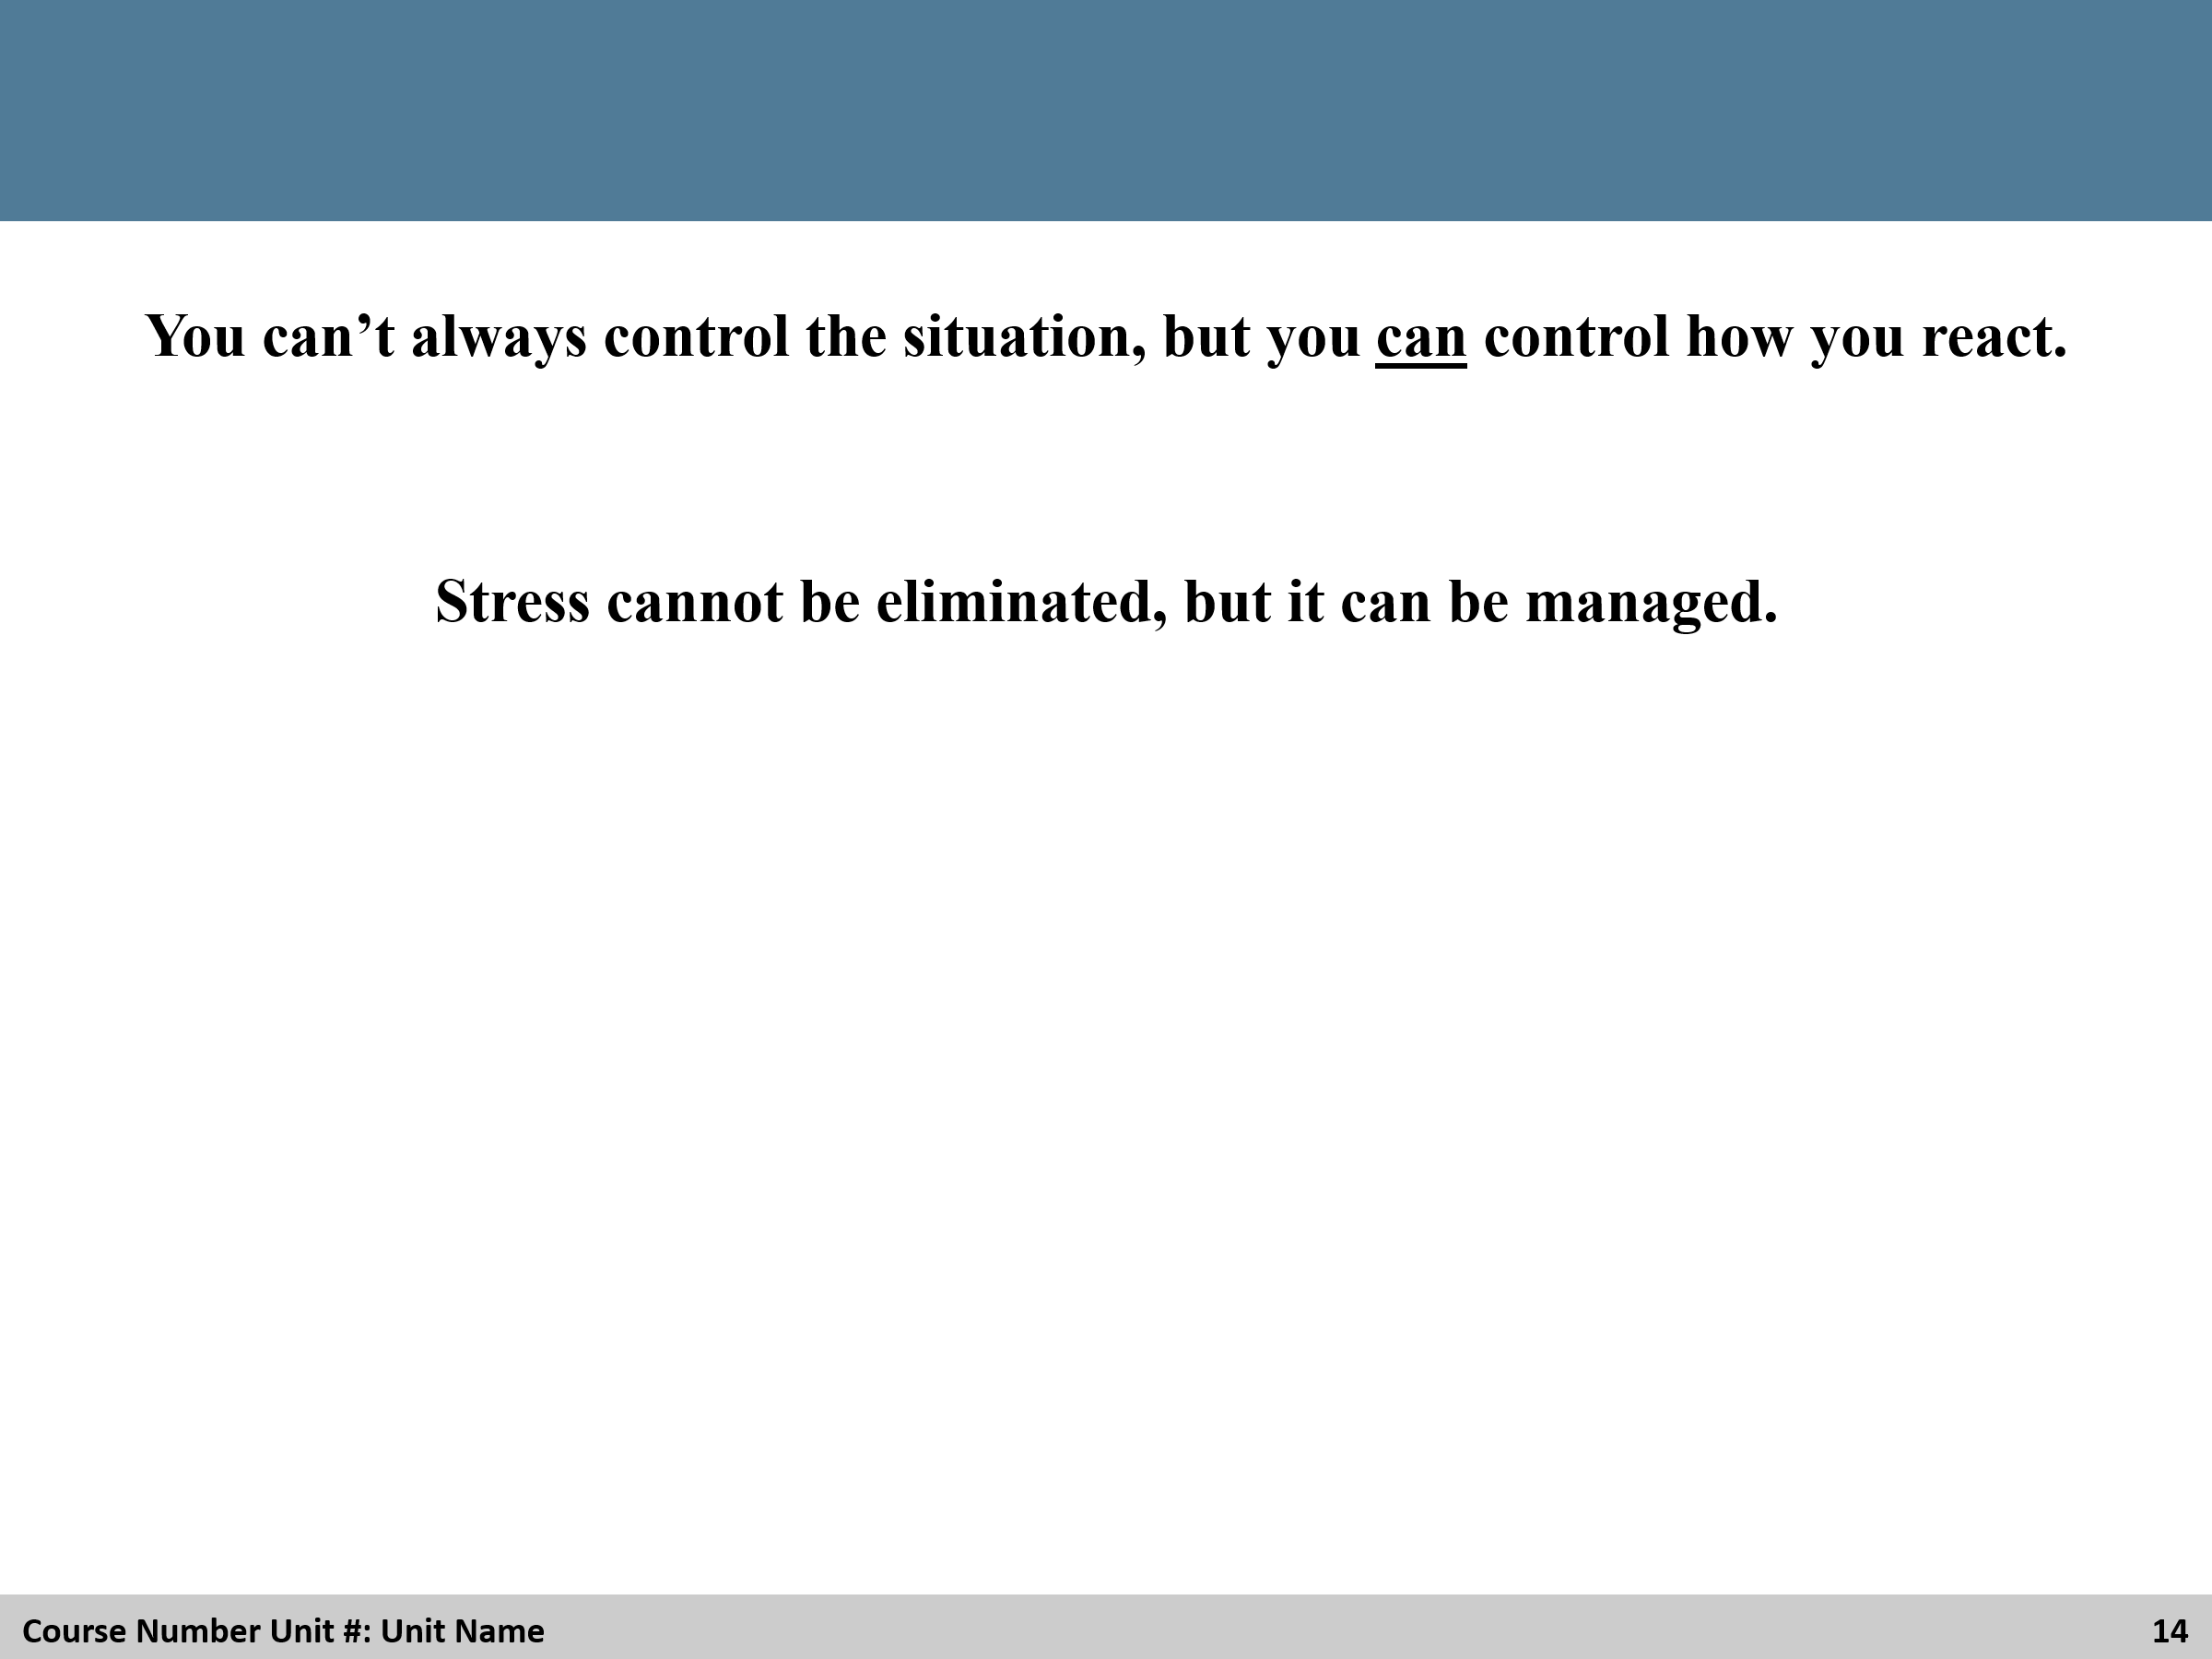 You can’t always control the situation, but you can control how you react.
Stress cannot be eliminated, but it can be managed.
Course Number Unit #: Unit Name
14